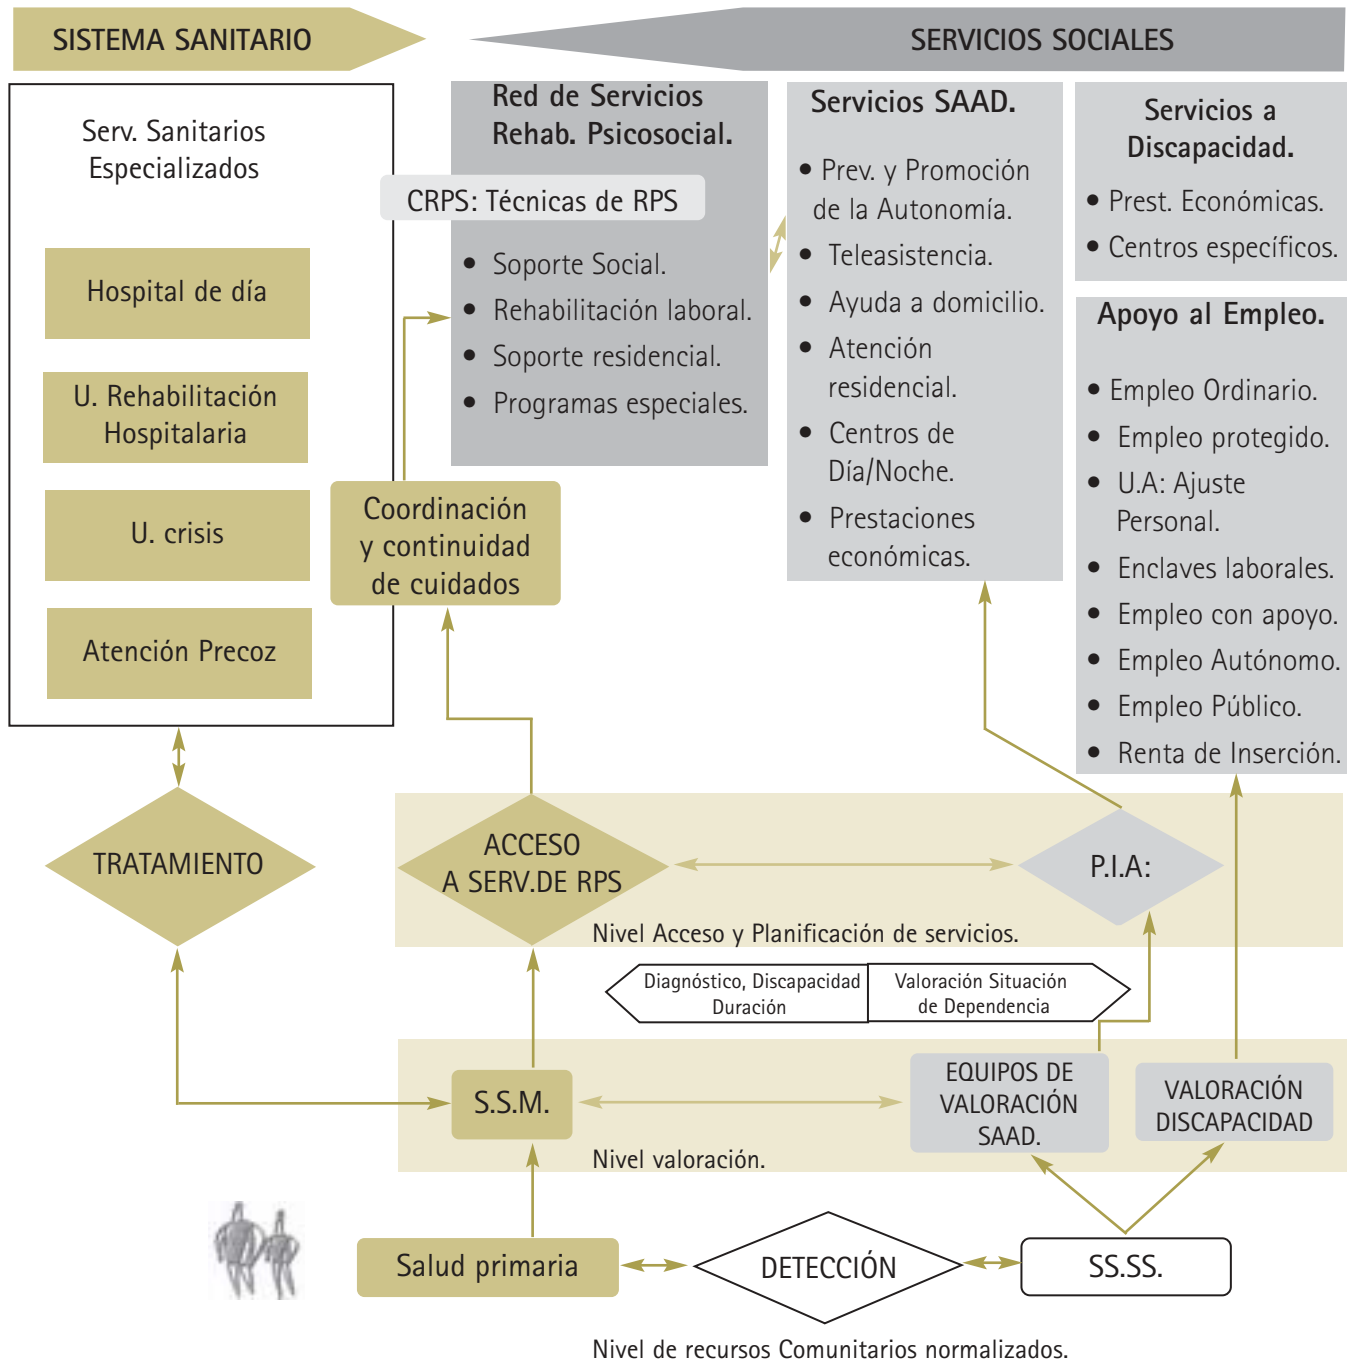 SISTEMA SANITARIO
SERVICIOS SOCIALES
Serv. Sanitarios
Especializados
Hospital de día
U. Rehabilitación
Hospitalaria
U. crisis
Atención Precoz
Red de Servicios
Rehab. Psicosocial.
CRPS: Técnicas de RPS
• Soporte Social.
• Rehabilitación laboral.
• Soporte residencial.
• Programas especiales.
Servicios SAAD.
• Prev. y Promoción
de la Autonomía.
• Teleasistencia.
• Ayuda a domicilio.
• Atención
residencial.
• Centros de
Día/Noche.
• Prestaciones
económicas.
Servicios a
Discapacidad.
• Prest. Económicas.
• Centros específicos.
Apoyo al Empleo.
• Empleo Ordinario.
• Empleo protegido.
• U.A: Ajuste
Personal.
• Enclaves laborales.
• Empleo con apoyo.
• Empleo Autónomo.
• Empleo Público.
• Renta de Inserción.
Coordinación
y continuidad
de cuidados
TRATAMIENTO
ACCESO
A SERV.DE RPS
P.I.A:
Nivel Acceso y Planificación de servicios.
Diagnóstico, Discapacidad
Duración
Valoración Situación
de Dependencia
S.S.M.
EQUIPOS DE
VALORACIÓN
SAAD.
VALORACIÓN
DISCAPACIDAD
Nivel valoración.
Salud primaria
DETECCIÓN
SS.SS.
Nivel de recursos Comunitarios normalizados.